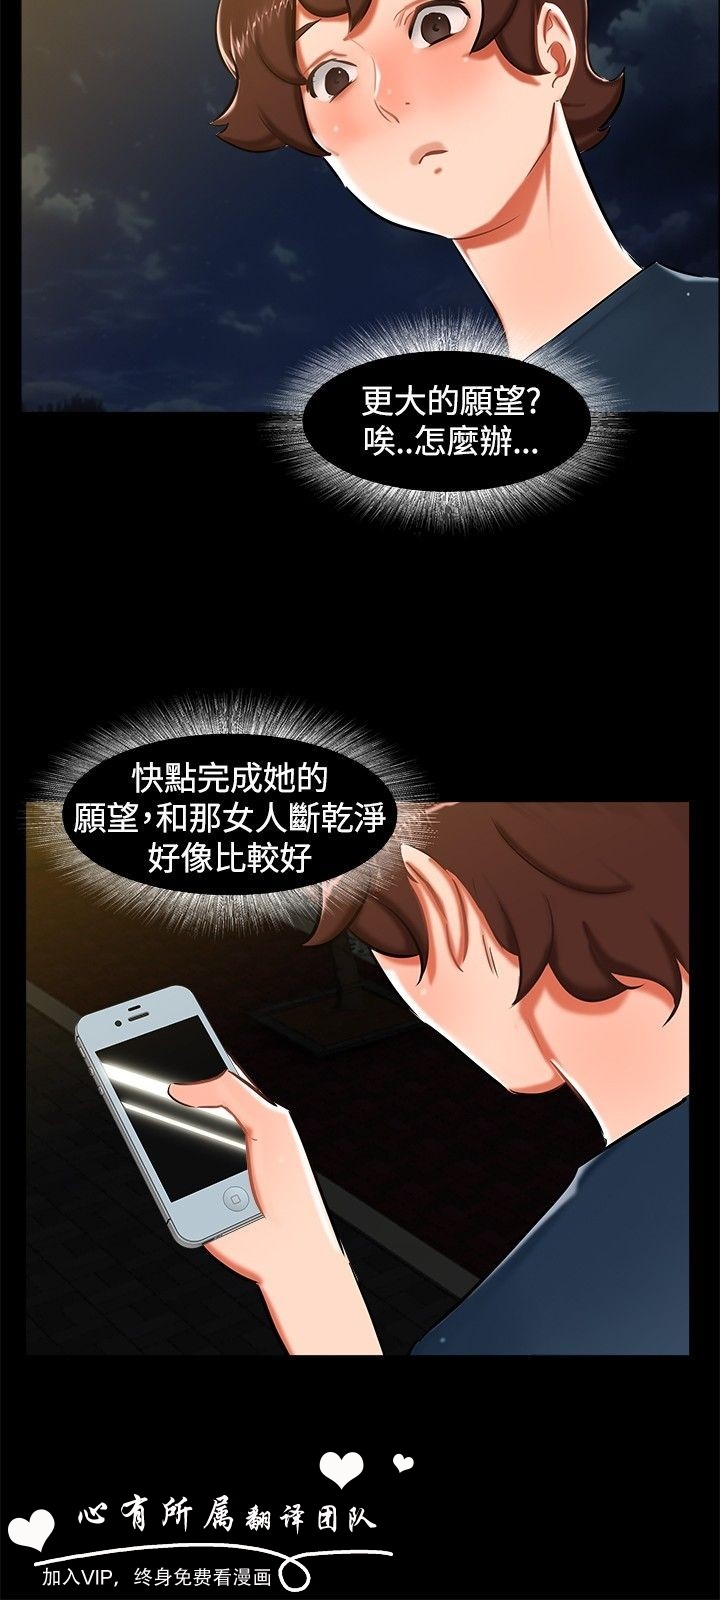 更大的願望?
唉..怎麼辦...
快點完成她的
願望，和那女人斷乾淨
好像比較好
心有所属翻译团队
加入VIP，终身免费看漫画